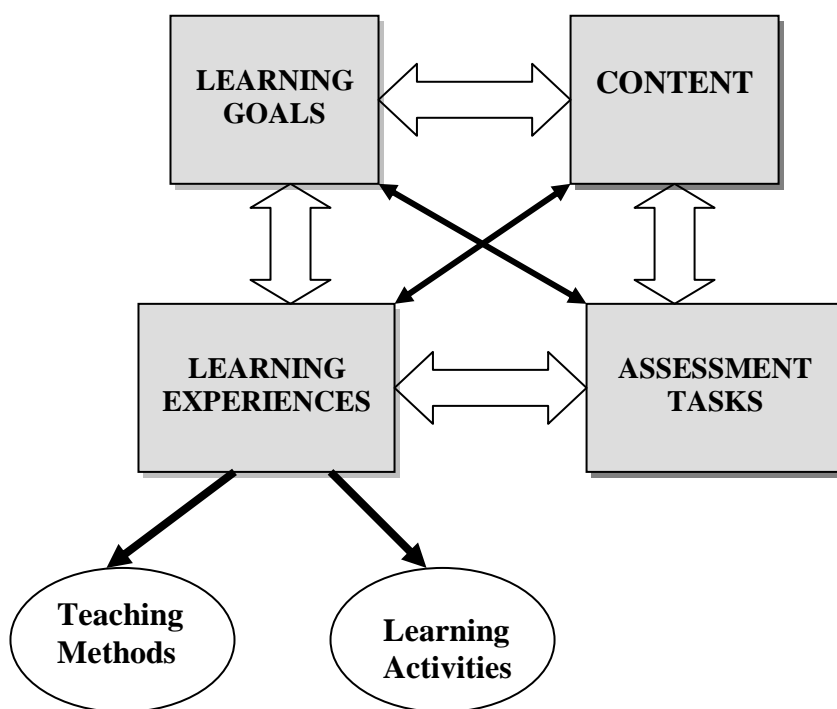 LEARNING
GOALS
CONTENT
LEARNING
EXPERIENCES
ASSESSMENT
TASKS
Teaching
Methods
Learning
Activities